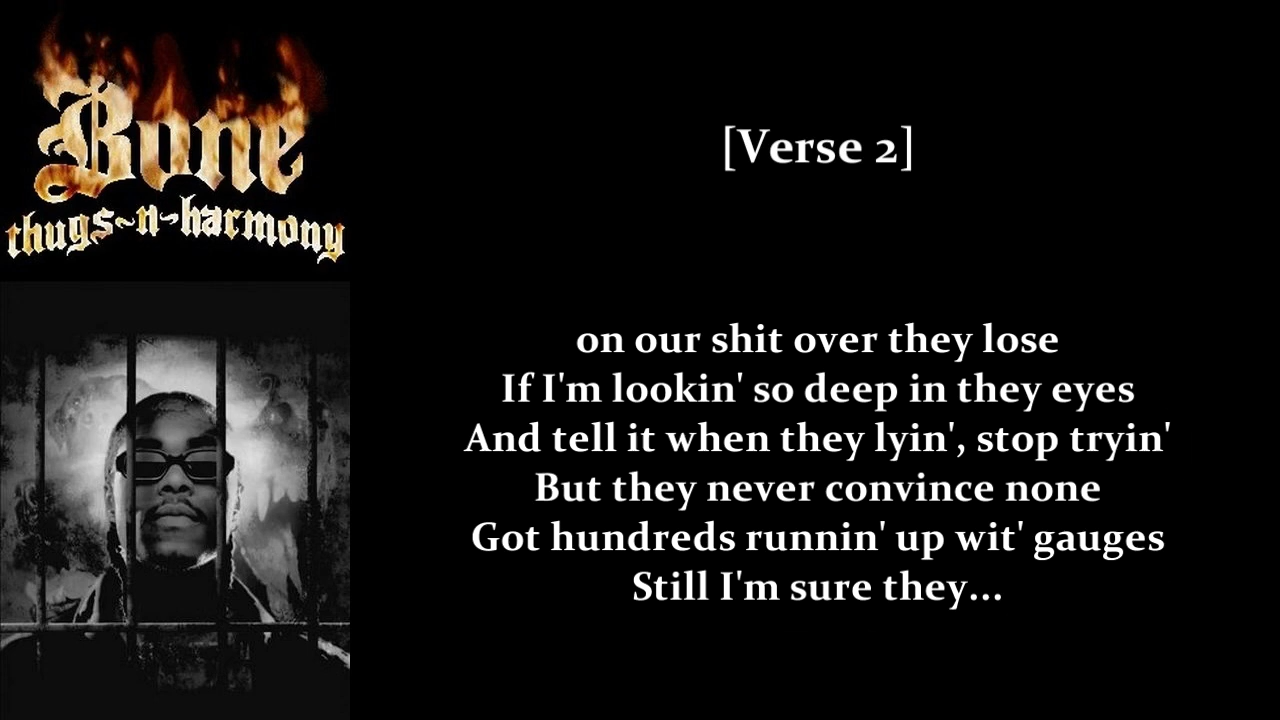 Bone
thugs~n~harmony
[Verse 2]
on our shit over they lose
If I'm lookin' so deep in they eyes
And tell it when they lyin', stop tryin'
But they never convince none
Got hundreds runnin' up wit' gauges
Still I'm sure they...